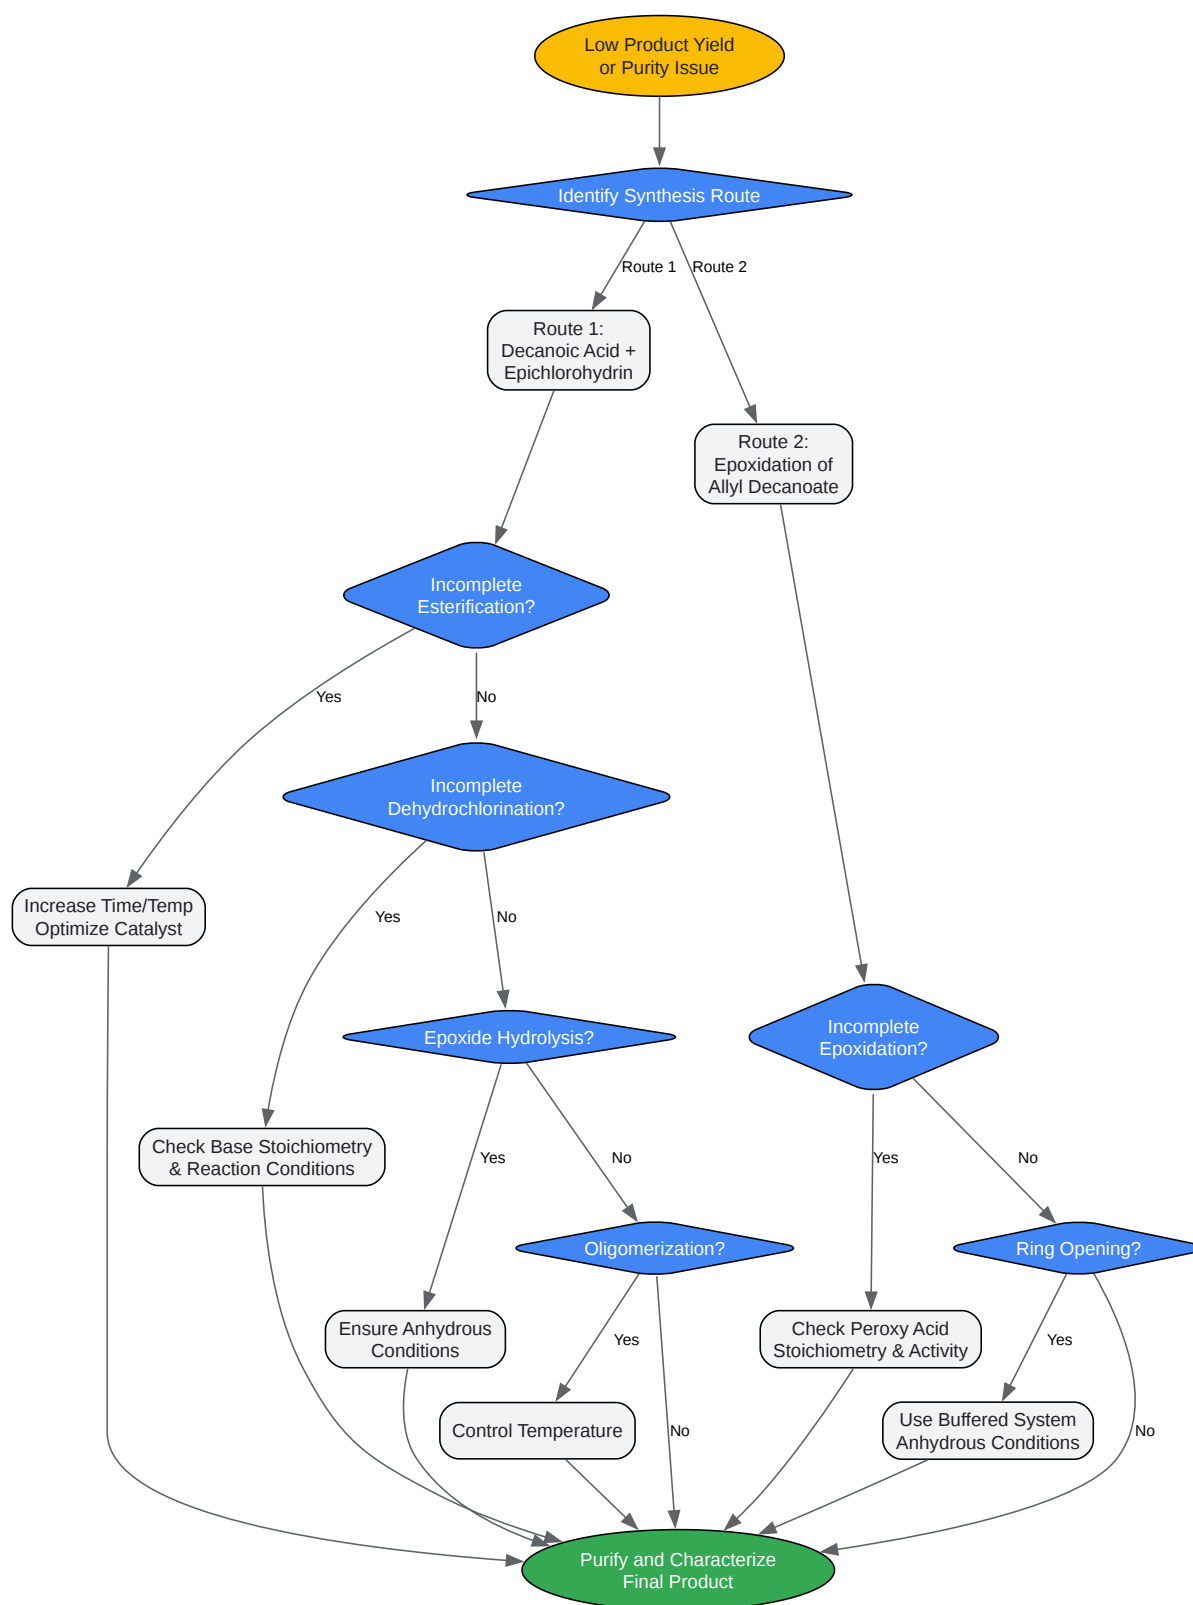 Low Product Yield
or Purity Issue
Identify Synthesis Route
Route 1
Route 2
Route 1:
Decanoic Acid +
Epichlorohydrin
Route 2:
Epoxidation of
Allyl Decanoate
Incomplete
Esterification?
Yes
No
Incomplete
Dehydrochlorination?
Increase Time/Temp
Optimize Catalyst
Yes
No
Epoxide Hydrolysis?
Incomplete
Epoxidation?
Check Base Stoichiometry
& Reaction Conditions
Yes
No
Yes
No
Oligomerization?
Ring Opening?
Ensure Anhydrous
Conditions
Check Peroxy Acid
Stoichiometry & Activity
Yes
Yes
Control Temperature
No
Use Buffered System
Anhydrous Conditions
No
Purify and Characterize
Final Product